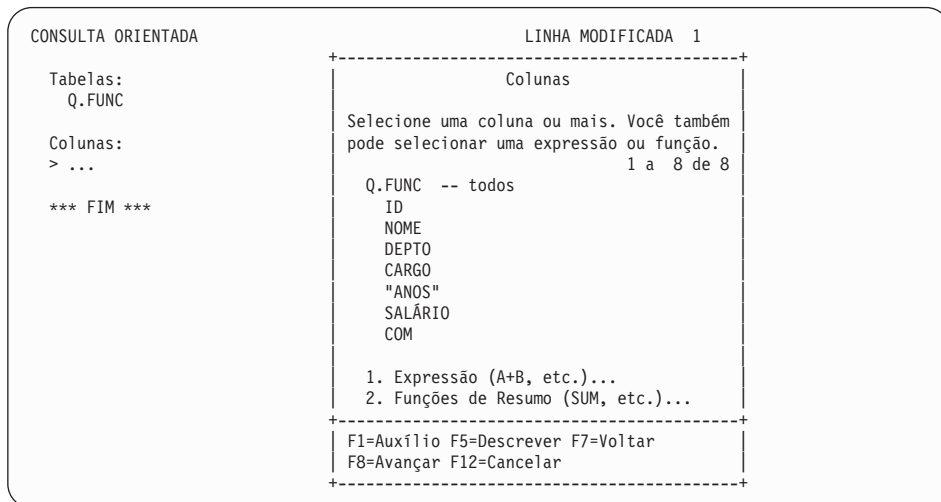 CONSULTA ORIENTADA LINHA MODIFICADA 1
+-------------------------------------------+
Tabelas: | Colunas |
Q.FUNC | |
| Selecione uma coluna ou mais. Você também |
Colunas: | pode selecionar uma expressão ou função. |
> ... | 1 a 8 de 8 |
| Q.FUNC -- todos |
*** FIM *** | ID |
| NOME |
| DEPTO |
| CARGO |
| "ANOS" |
| SALÁRIO |
| COM |
| |
| 1. Expressão (A+B, etc.)... |
| 2. Funções de Resumo (SUM, etc.)... |
+-------------------------------------------+
| F1=Auxílio F5=Descrever F7=Voltar |
| F8=Avançar F12=Cancelar |
+-------------------------------------------+